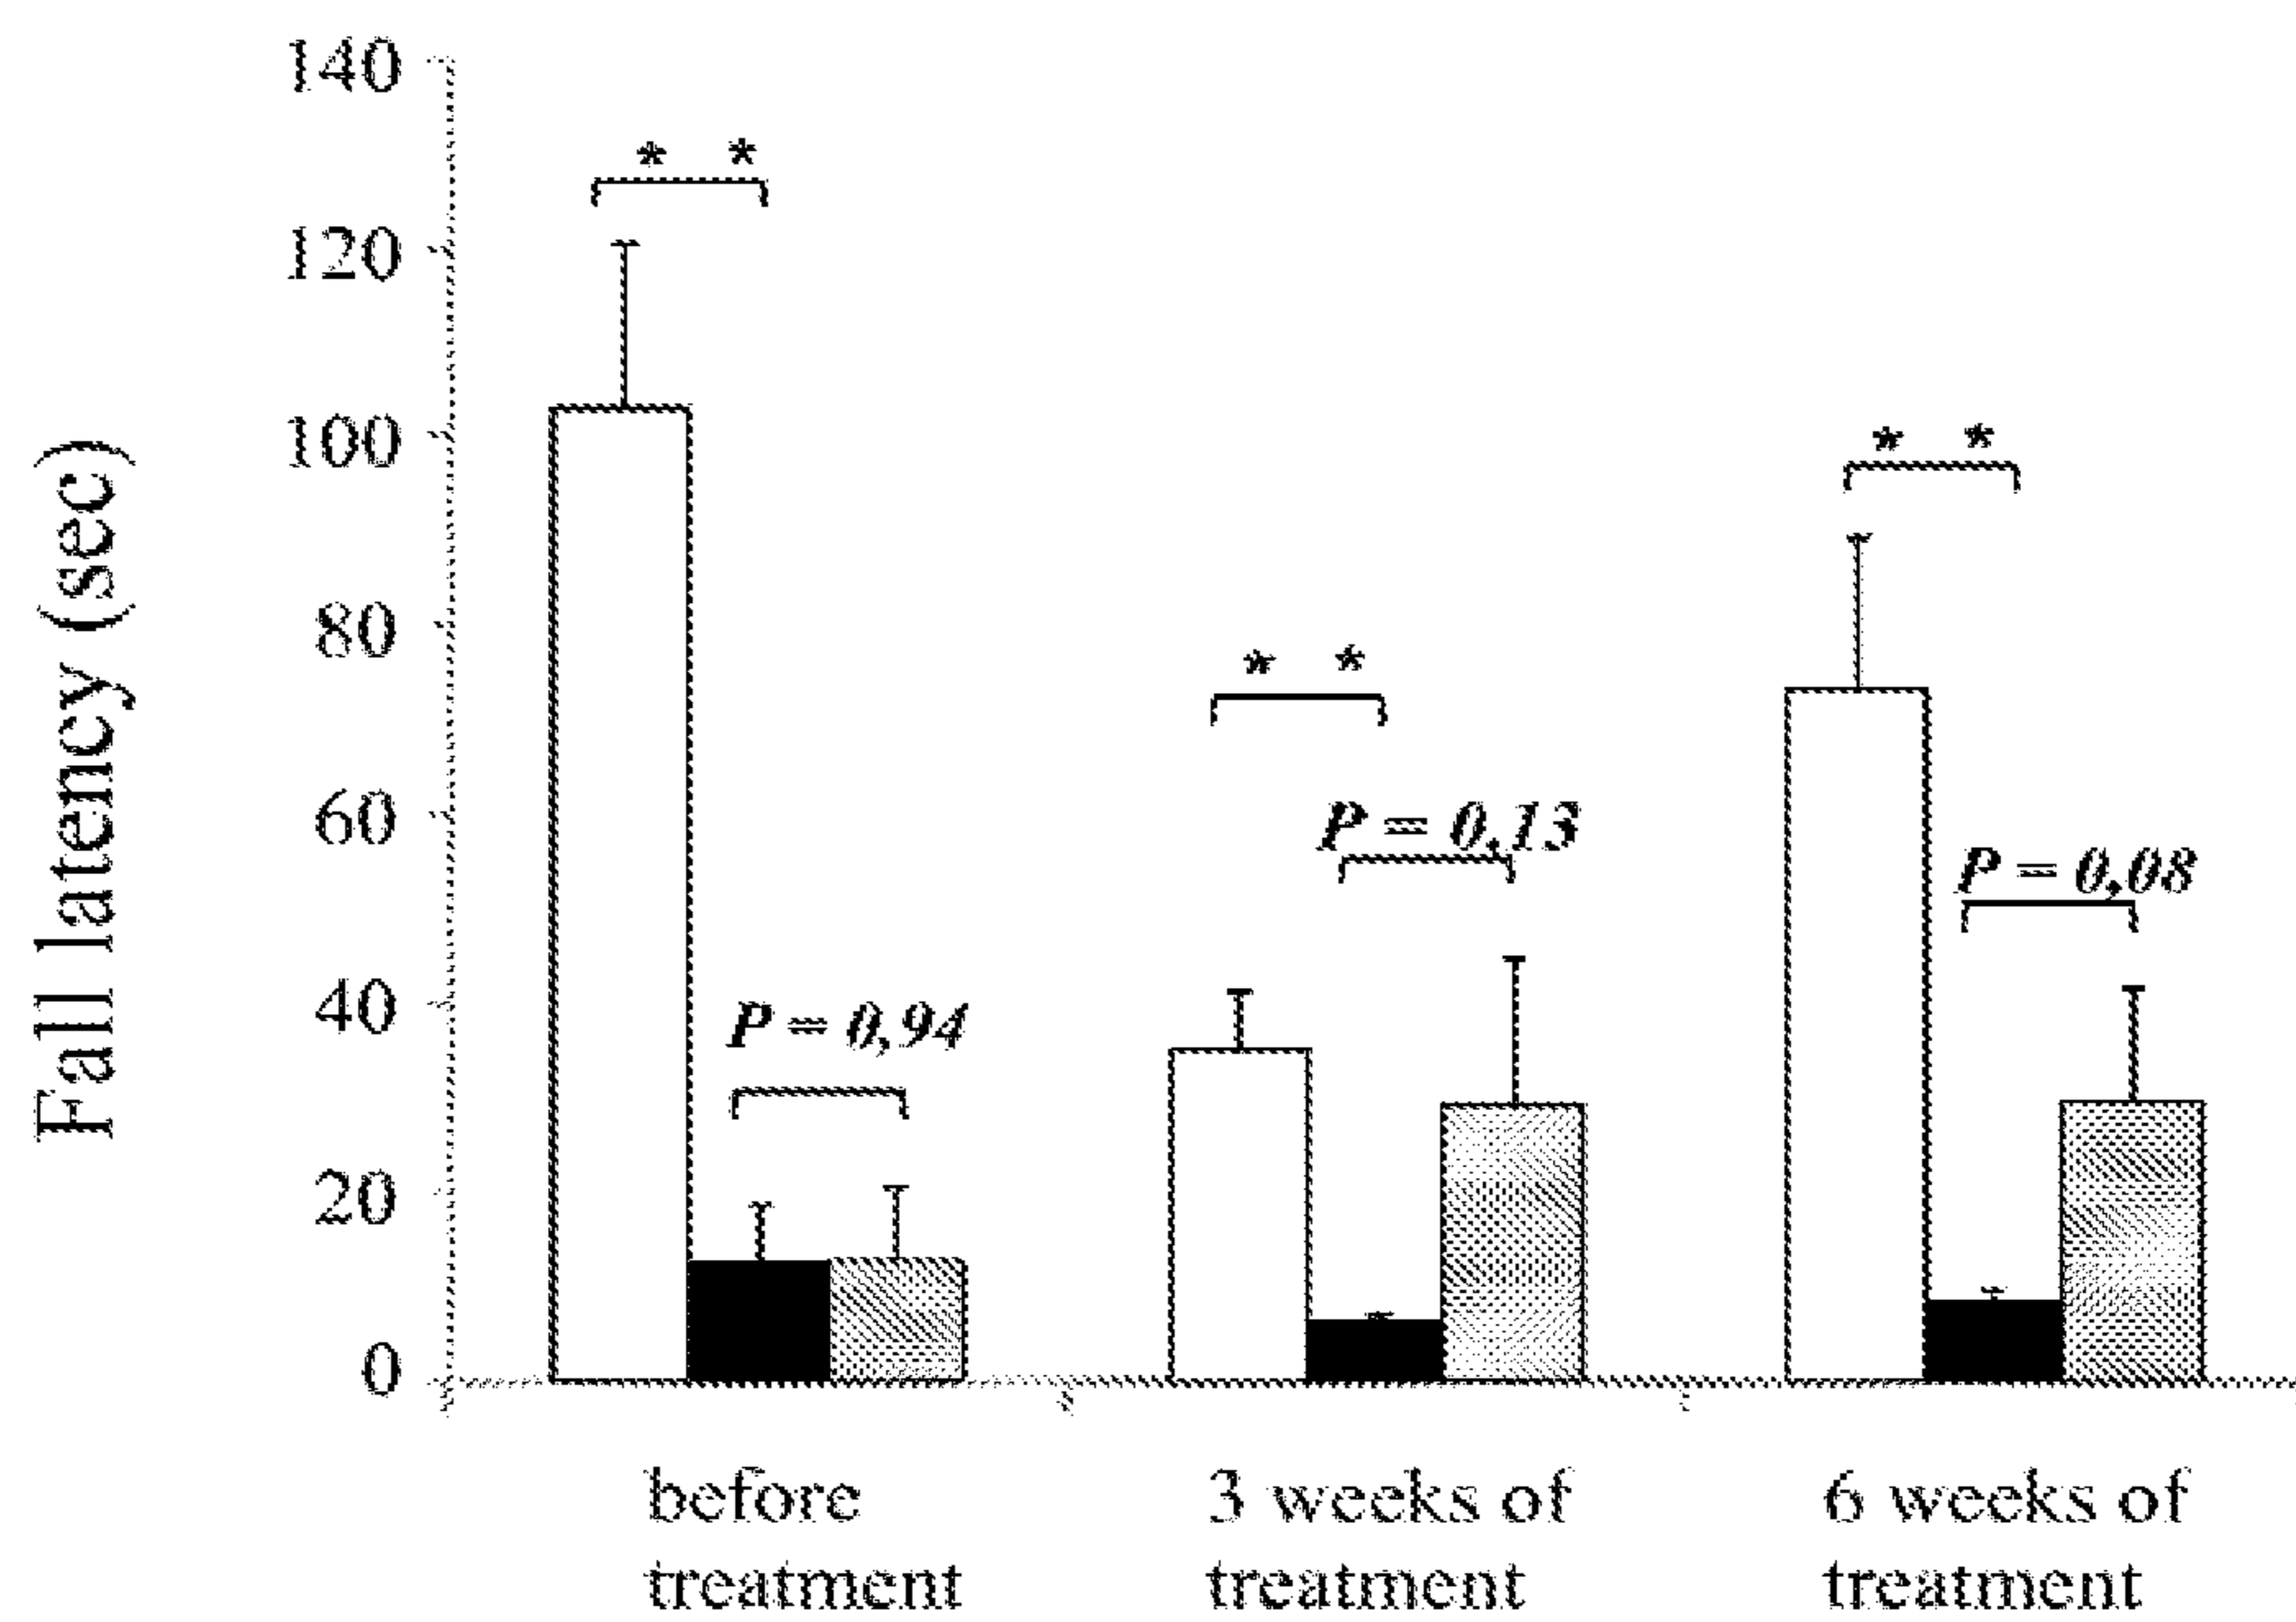 Fall latency (sec)
140
120
100
80
60
40
20
0
* *
P = 0,94
* *
P = 0,13
* *
P = 0,08
before
treatment
3 weeks of
treatment
6 weeks of
treatment